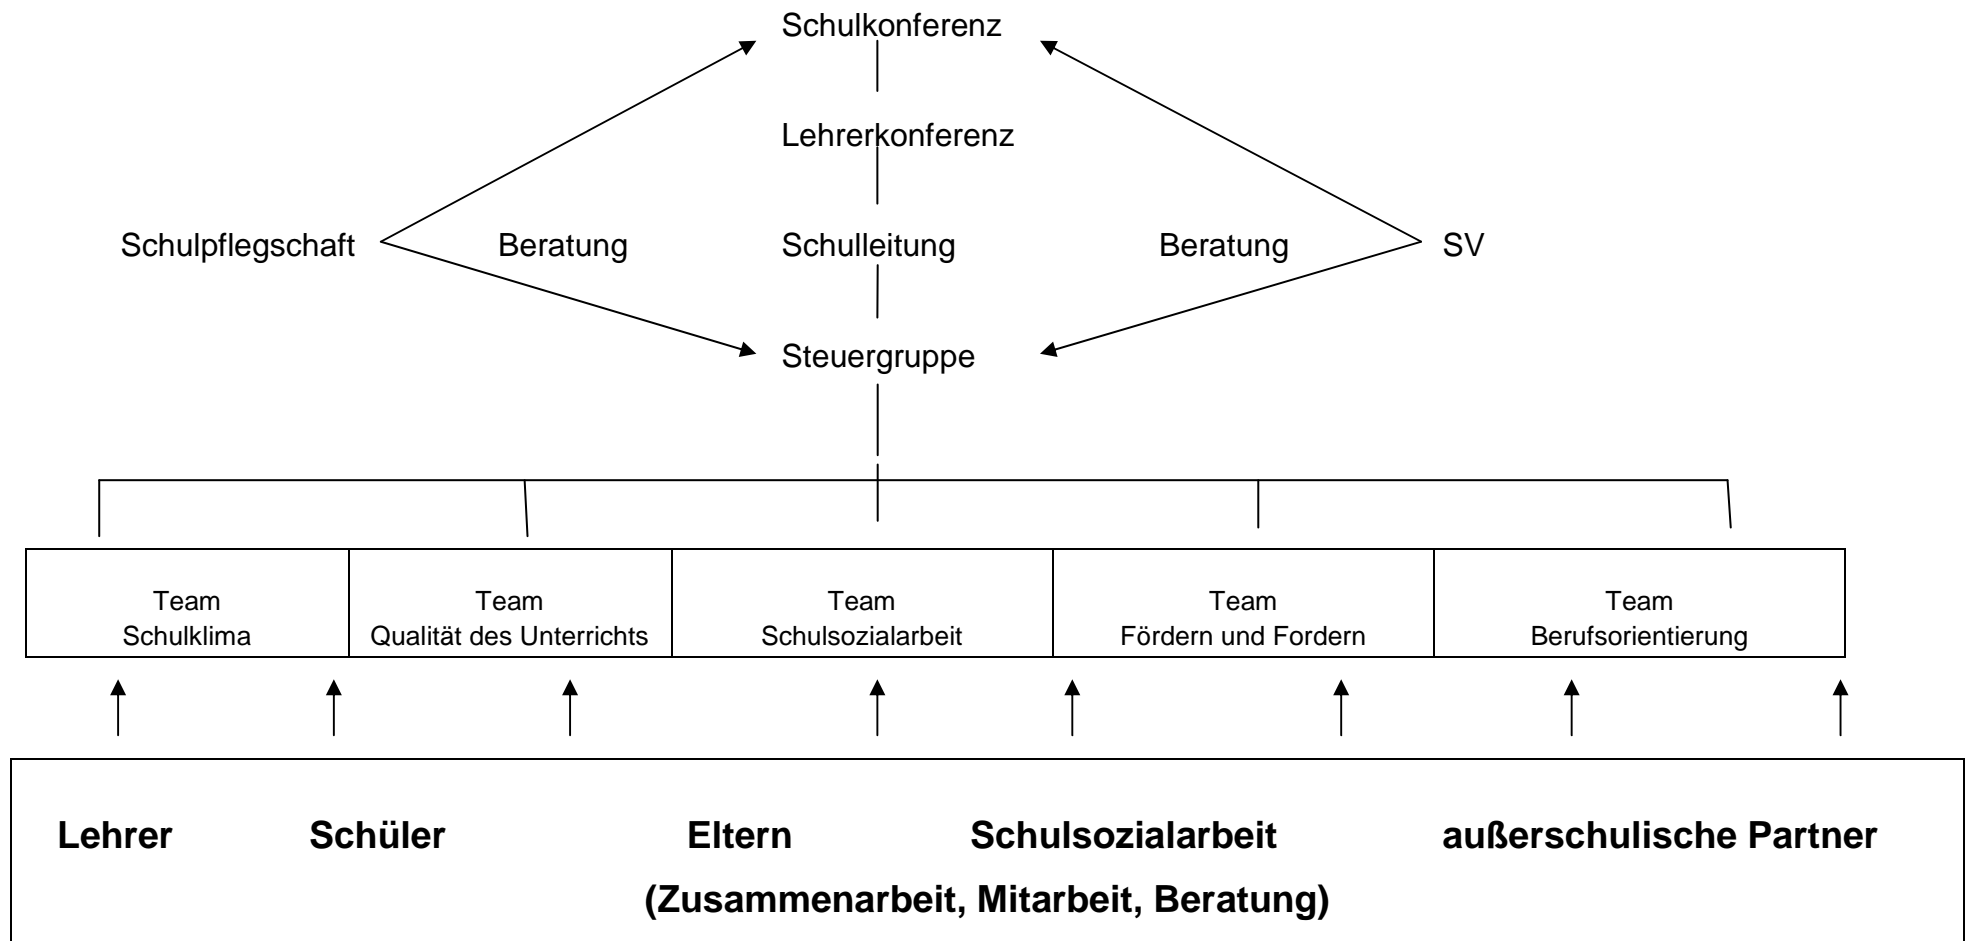 Schulkonferenz
Lehrerkonferenz
Schulpflegschaft Beratung Schulleitung Beratung SV
Steuergruppe
Team
Schulklima
Team
Qualität des Unterrichts
Team
Schulsozialarbeit
Team
Fördern und Fordern
Team
Berufsorientierung
Lehrer Schüler Eltern Schulsozialarbeit außerschulische Partner
(Zusammenarbeit, Mitarbeit, Beratung)